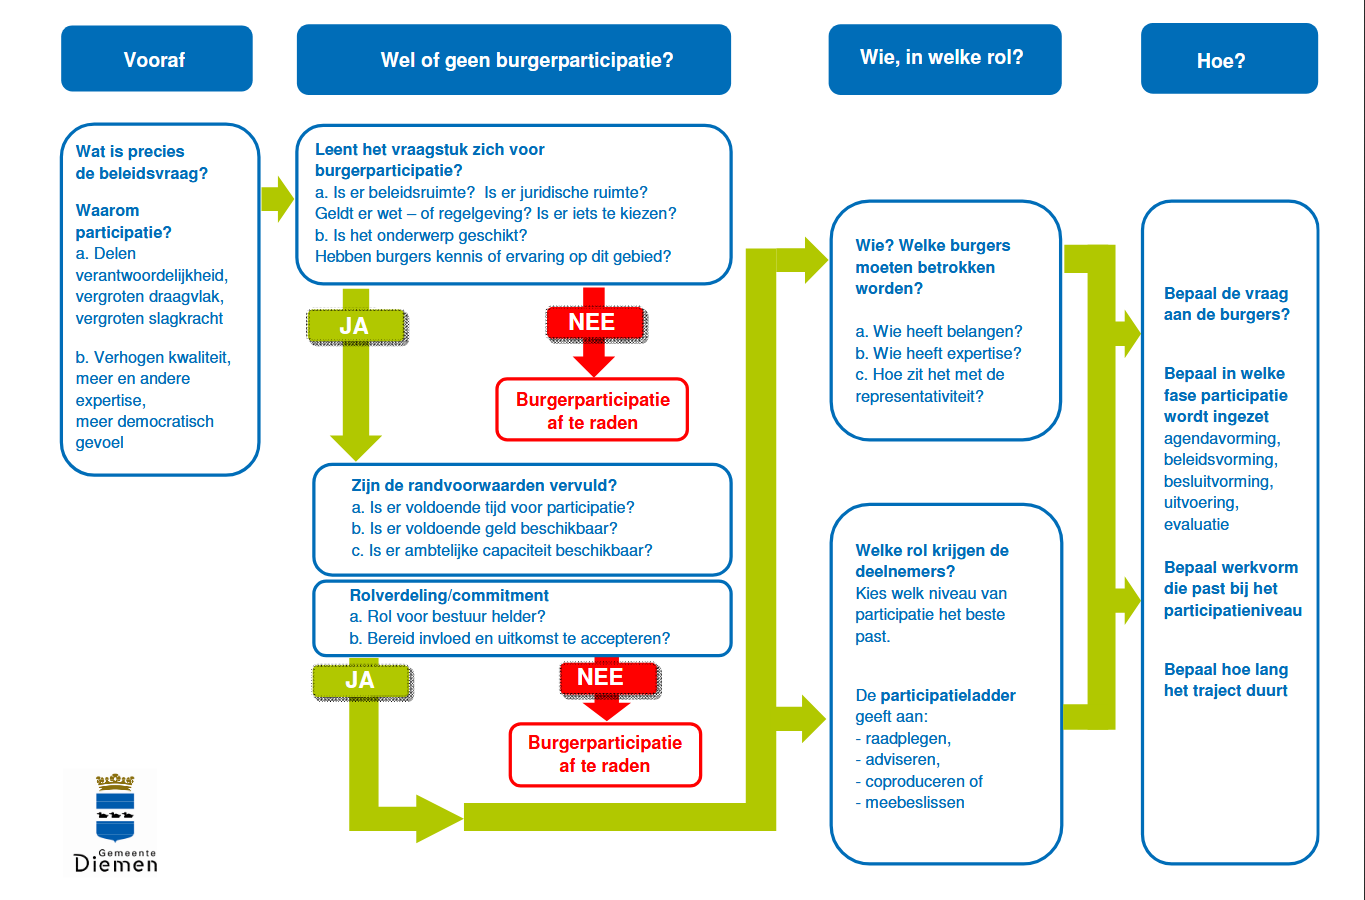 Vooraf
Wel of geen burgerparticipatie?
Wie, in welke rol?
Hoe?
Wat is precies
de beleidsvraag?
Waarom
participatie?
a. Delen
verantwoordelijkheid,
vergroten draagvlak,
vergroten slagkracht
b. Verhogen kwaliteit,
meer en andere
expertise,
meer democratisch
gevoel
Leent het vraagstuk zich voor
burgerparticipatie?
a. Is er beleidsruimte?  Is er juridische ruimte?
Geldt er wet – of regelgeving? Is er iets te kiezen?
b. Is het onderwerp geschikt?
Hebben burgers kennis of ervaring op dit gebied?
JA
NEE
Burgerparticipatie
af te raden
Zijn de randvoorwaarden vervuld?
a. Is er voldoende tijd voor participatie?
b. Is er voldoende geld beschikbaar?
c. Is er ambtelijke capaciteit beschikbaar?
Rolverdeling/commitment
a. Rol voor bestuur helder?
b. Bereid invloed en uitkomst te accepteren?
JA
NEE
Burgerparticipatie
af te raden
Wie? Welke burgers
moeten betrokken
worden?
a. Wie heeft belangen?
b. Wie heeft expertise?
c. Hoe zit het met de
representativiteit?
Welke rol krijgen de
deelnemers?
Kies welk niveau van
participatie het beste
past.
De participatieladder
geeft aan:
- raadplegen,
- adviseren,
- coproduceren of
- meebeslissen
Bepaal de vraag
aan de burgers?
Bepaal in welke
fase participatie
wordt ingezet
agendavorming,
beleidsvorming,
besluitvorming,
uitvoering,
evaluatie
Bepaal werkvorm
die past bij het
participatieniveau
Bepaal hoe lang
het traject duurt
Gemeente
Diemen